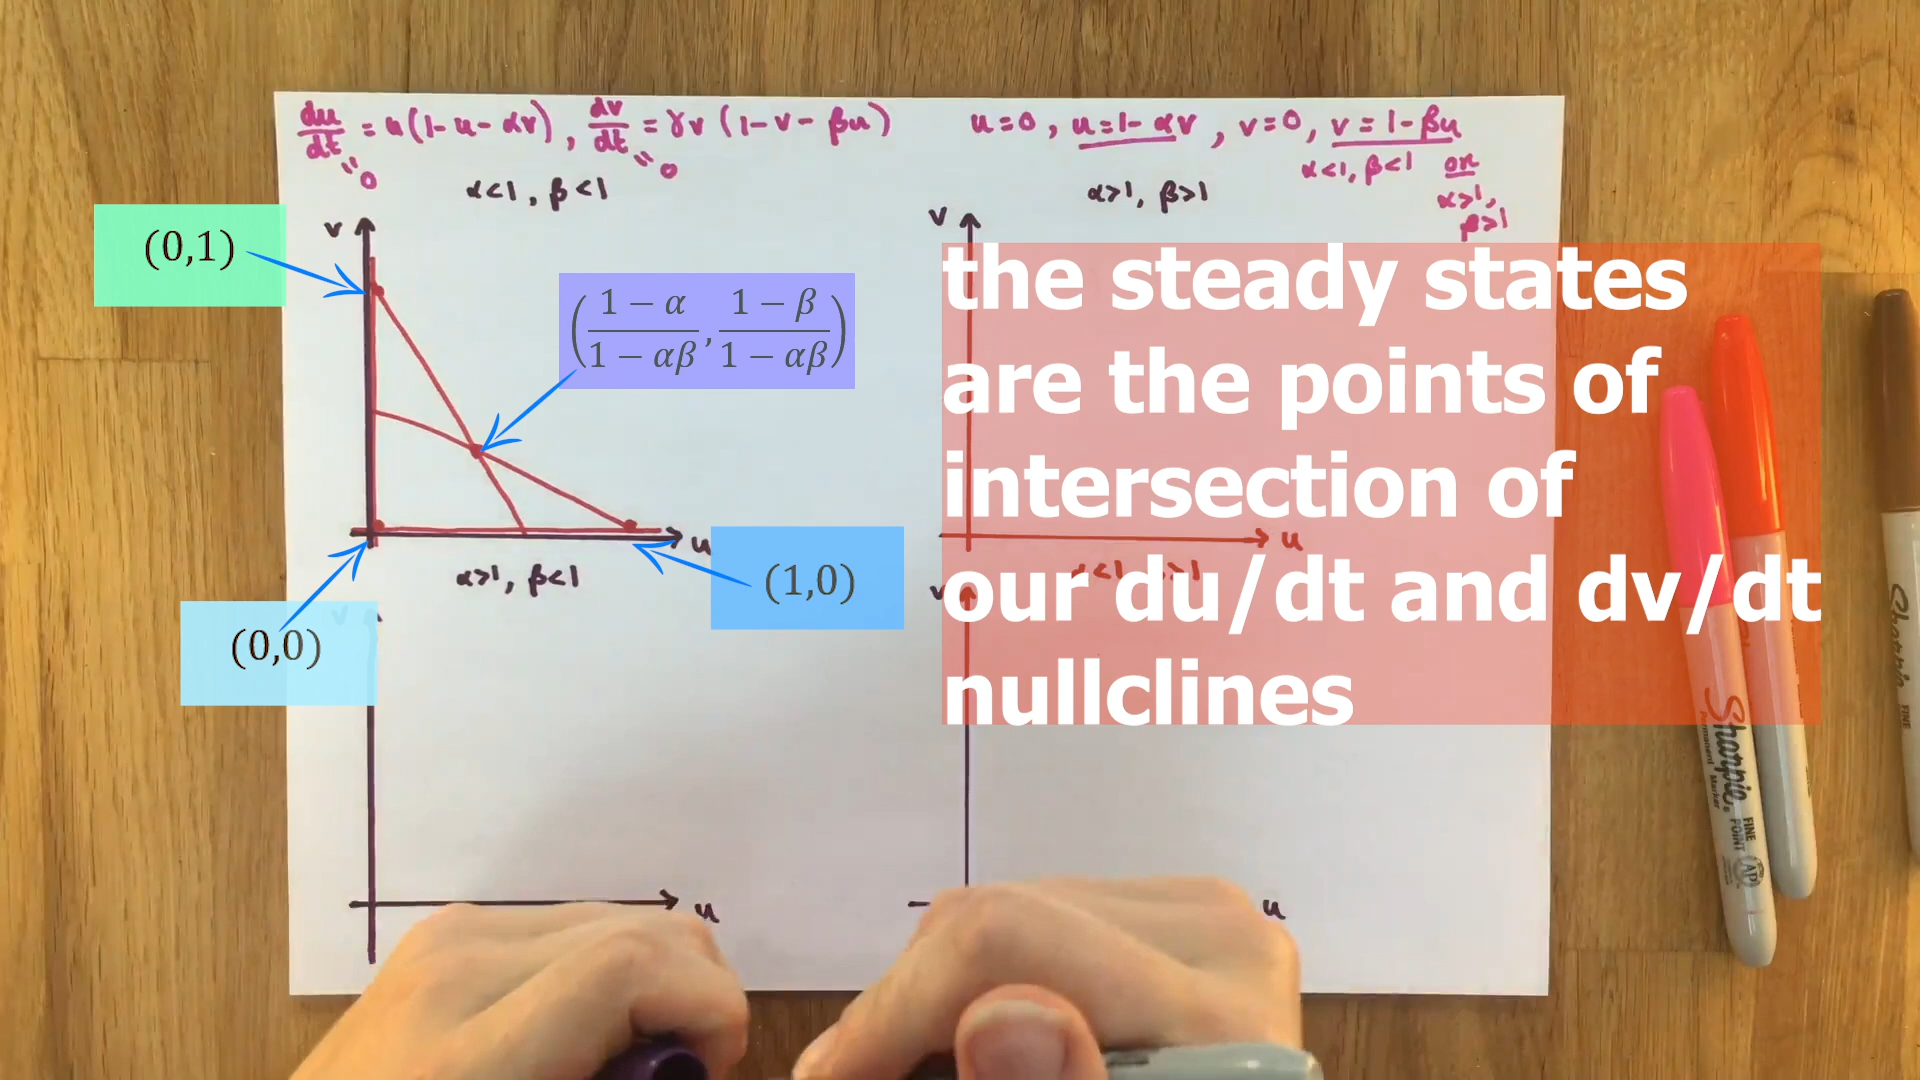 du/dt = u(1-u-αv), dv/dt = γv(1-v-βu)
u=0, u=1-αv, v=0, v=1-βu
"0
"0
α<1, β<1 or
α>1,
β>1
α<1, β<1
α>1, β>1
v
v
(0,1)
(1-α/1-αβ, 1-β/1-αβ)
the steady states
are the points of
intersection of
our du/dt and dv/dt
nullclines
u
u
α>1, β<1
(1,0)
v
v
(0,0)
u
u
Sharpie
Permanent Marker
FINE
POINT
AP
Sharpie
FINE